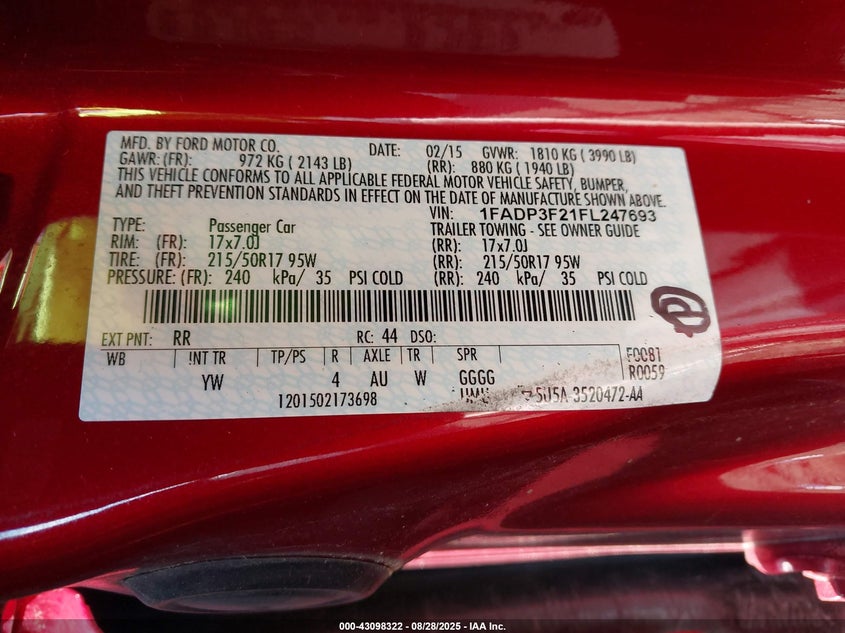 MFD. BY FORD MOTOR CO. DATE: 02/15 GVWR: 1810 KG ( 3990 LB)
GAWR: (FR): 972 KG ( 2143 LB) (RR): 880 KG ( 1940 LB)
THIS VEHICLE CONFORMS TO ALL APPLICABLE FEDERAL MOTOR VEHICLE SAFETY, BUMPER,
AND THEFT PREVENTION STANDARDS IN EFFECT ON THE DATE OF MANUFACTURE SHOWN ABOVE.
VIN: 1FADP3F21FL247693
TYPE: Passenger Car TRAILER TOWING - SEE OWNER GUIDE
RIM: (FR): 17x7.0J (RR): 17x7.0J
TIRE: (FR): 215/50R17 95W (RR): 215/50R17 95W
PRESSURE: (FR): 240 kPa/ 35 PSI COLD (RR): 240 kPa/ 35 PSI COLD
EXT PNT: RR RC: 44 DSO:
WB INT TR TP/PS R AXLE TR SPR F0081
YW 4 AU W GGGG R0059
1201502173698 5U5A-3520472-AA
000-43098322 - 08/28/2025 - IAA Inc.